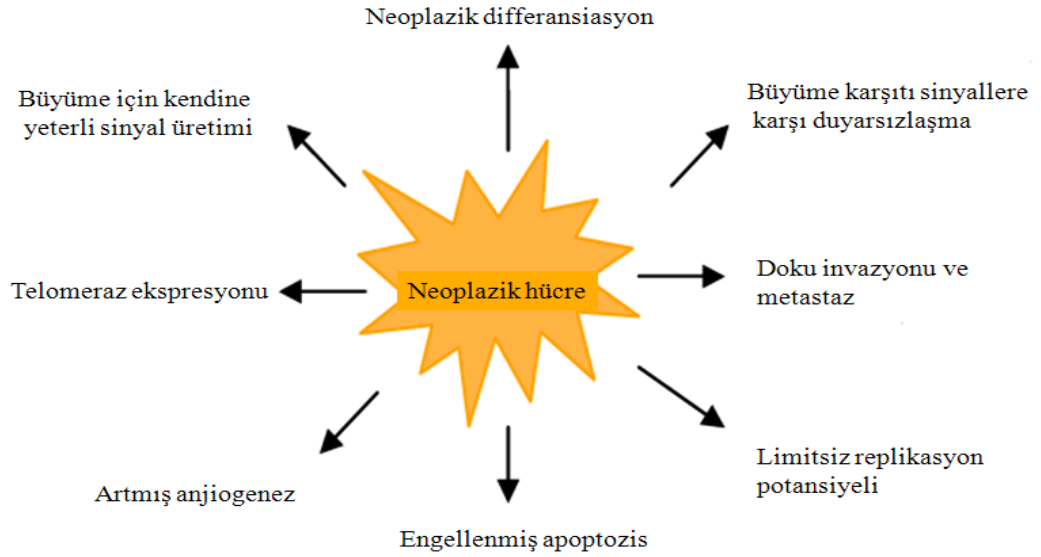 Neoplazik differansiasyon
Büyüme için kendine
yeterli sinyal üretimi
Büyüme karşıtı sinyallere
karşı duyarsızlaşma
Telomeraz ekspresyonu
Neoplazik hücre
Doku invazyonu ve
metastaz
Artmış anjiogenez
Limitsiz replikasyon
potansiyeli
Engellenmiş apoptozis